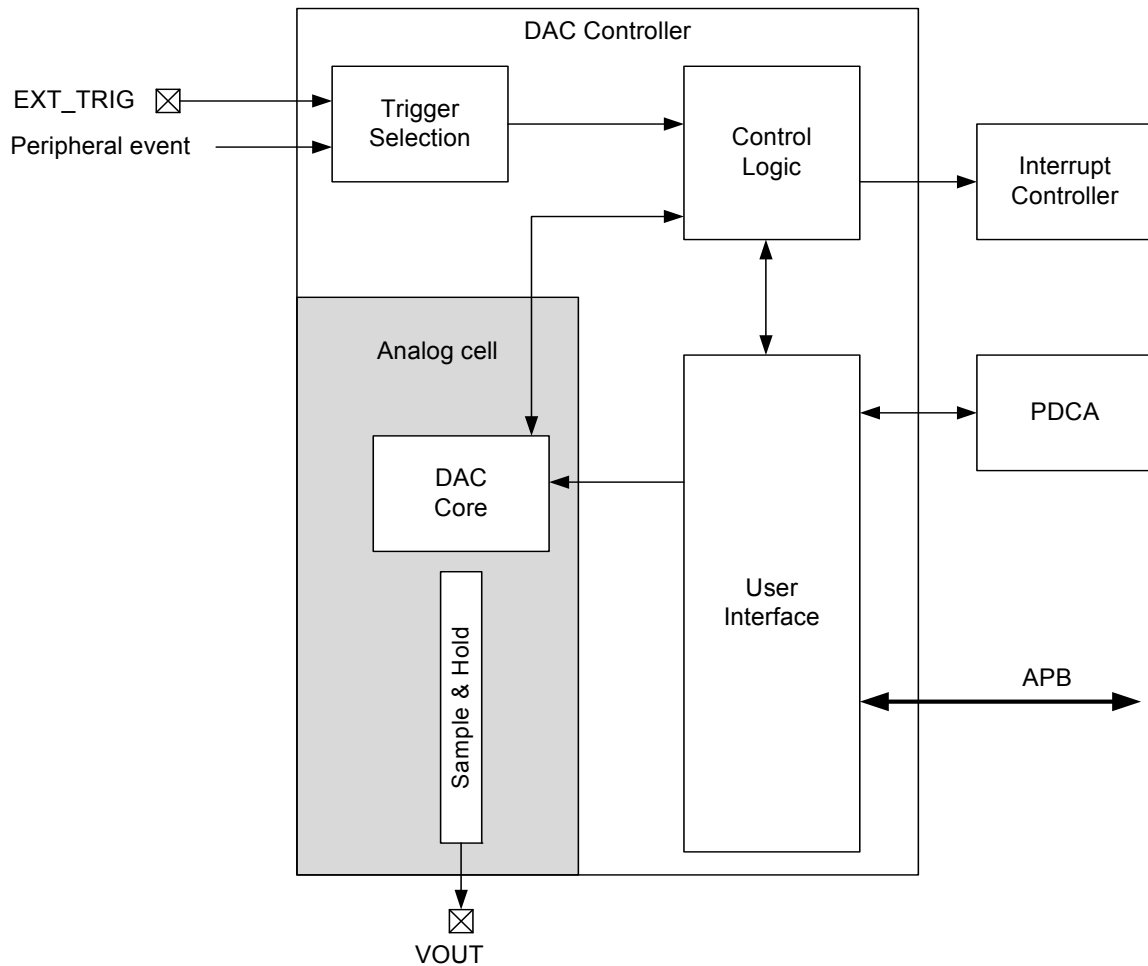 DAC Controller
EXT_TRIG
Peripheral event
Trigger
Selection
Control
Logic
Interrupt
Controller
Analog cell
PDCA
DAC
Core
User
Interface
Sample & Hold
APB
VOUT